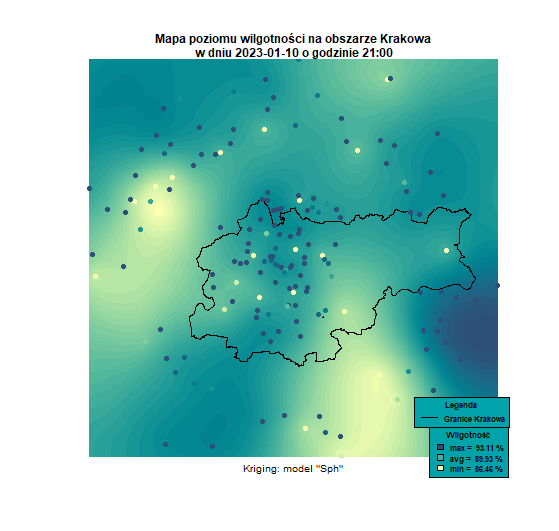 Mapa poziomu wilgotności na obszarze Krakowa
w dniu 2023-01-10 o godzinie 21:00
Legenda
Granice Krakowa
Wilgotność
max = 93.11 %
avg = 89.93 %
min = 86.46 %
Kriging: model "Sph"